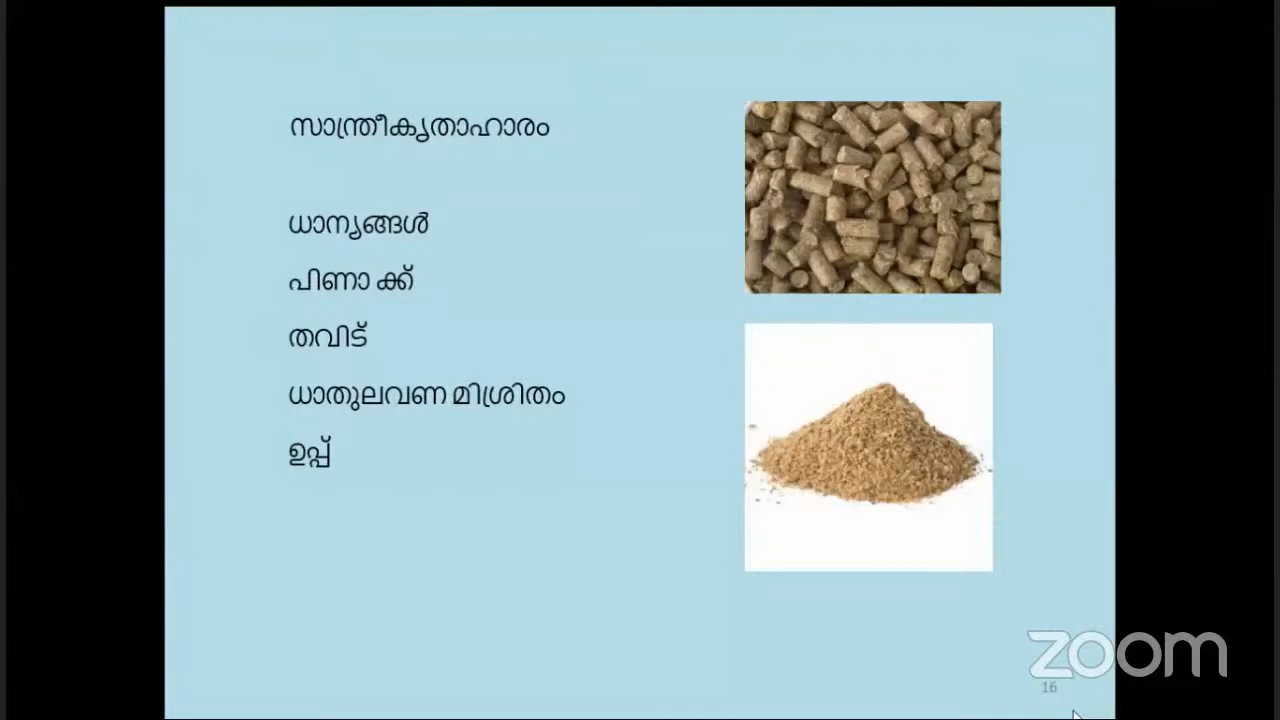 സാന്ദ്രീകൃതാഹാരം
ധാന്യങ്ങൾ
പിണാ ക്ക്
തവിട്
ധാതുലവണ മിശ്രിതം
ഉപ്പ്
zoom
16